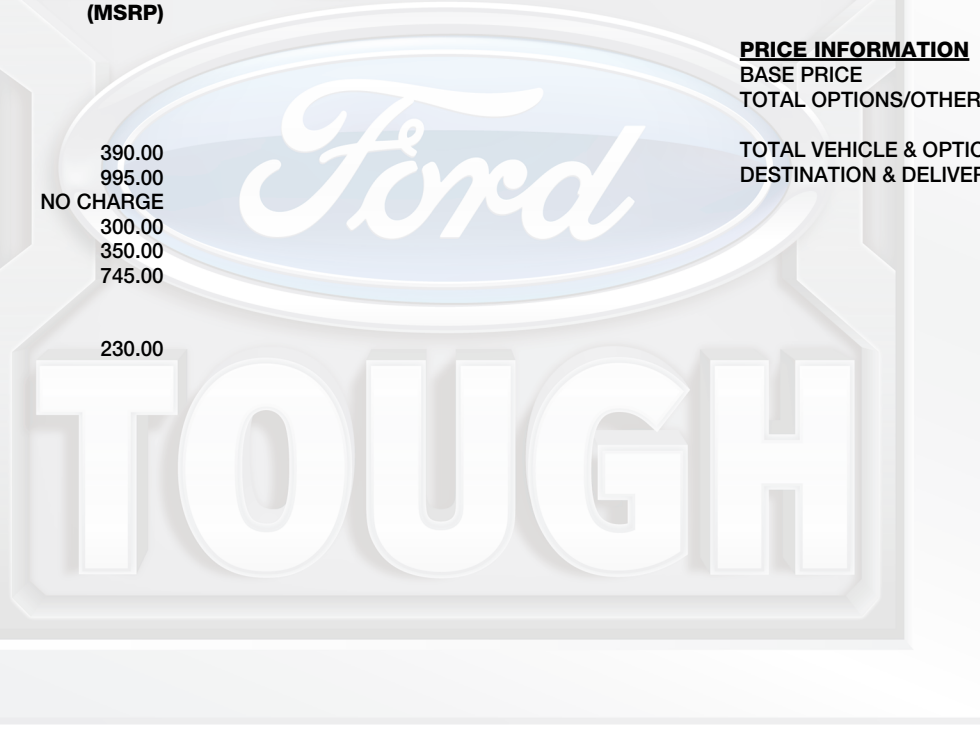 (MSRP)
390.00
995.00
NO CHARGE
300.00
350.00
745.00
230.00
PRICE INFORMATION
BASE PRICE
TOTAL OPTIONS/OTHER
TOTAL VEHICLE & OPTIO
DESTINATION & DELIVER
Ford
TOUGH